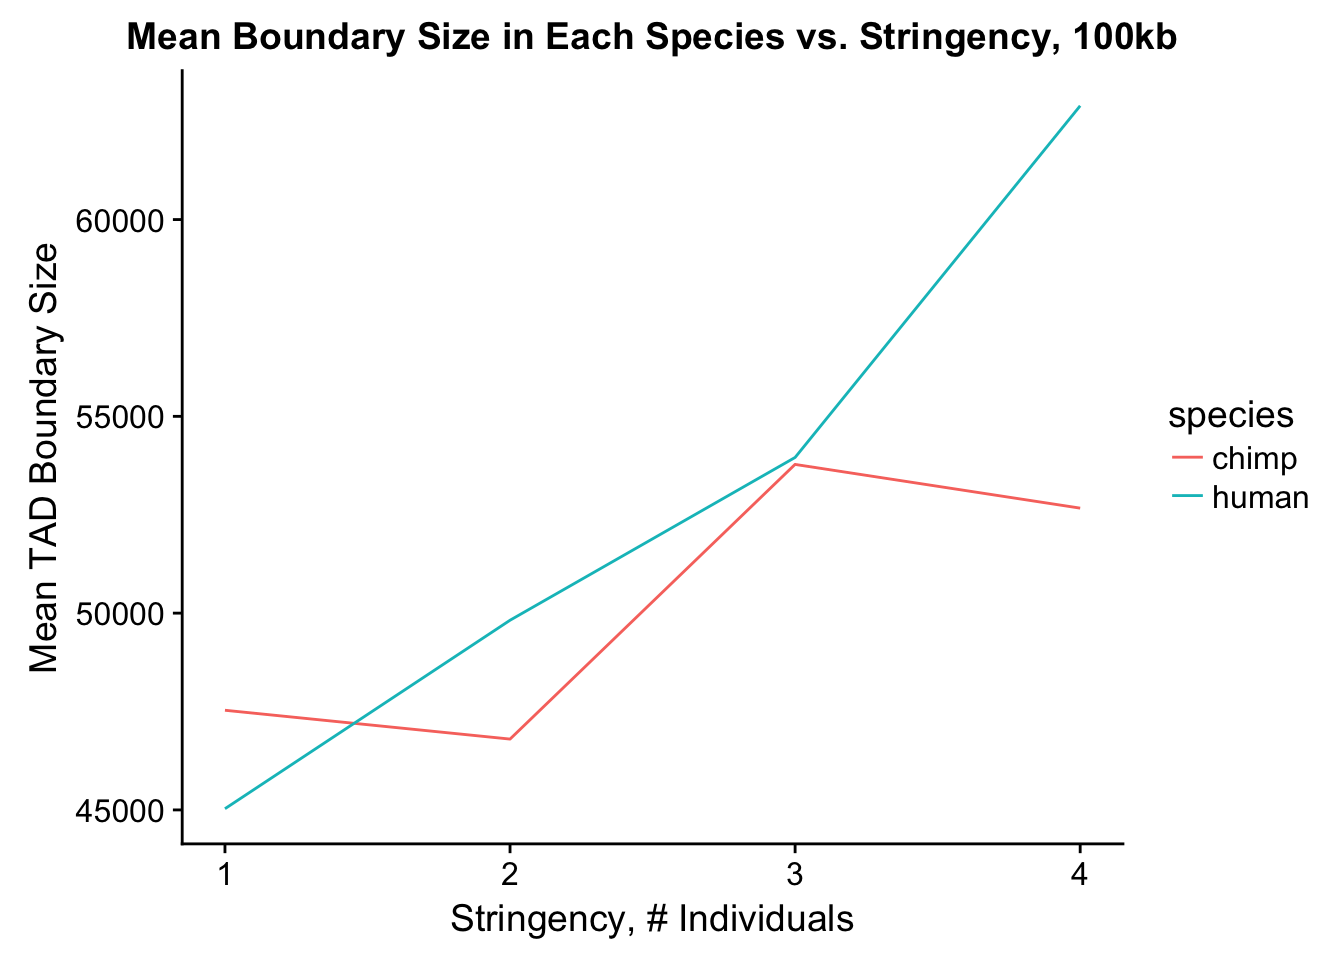 Mean Boundary Size in Each Species vs. Stringency, 100kb
Mean TAD Boundary Size
60000
55000
50000
45000
1 2 3 4
Stringency, # Individuals
species
chimp
human